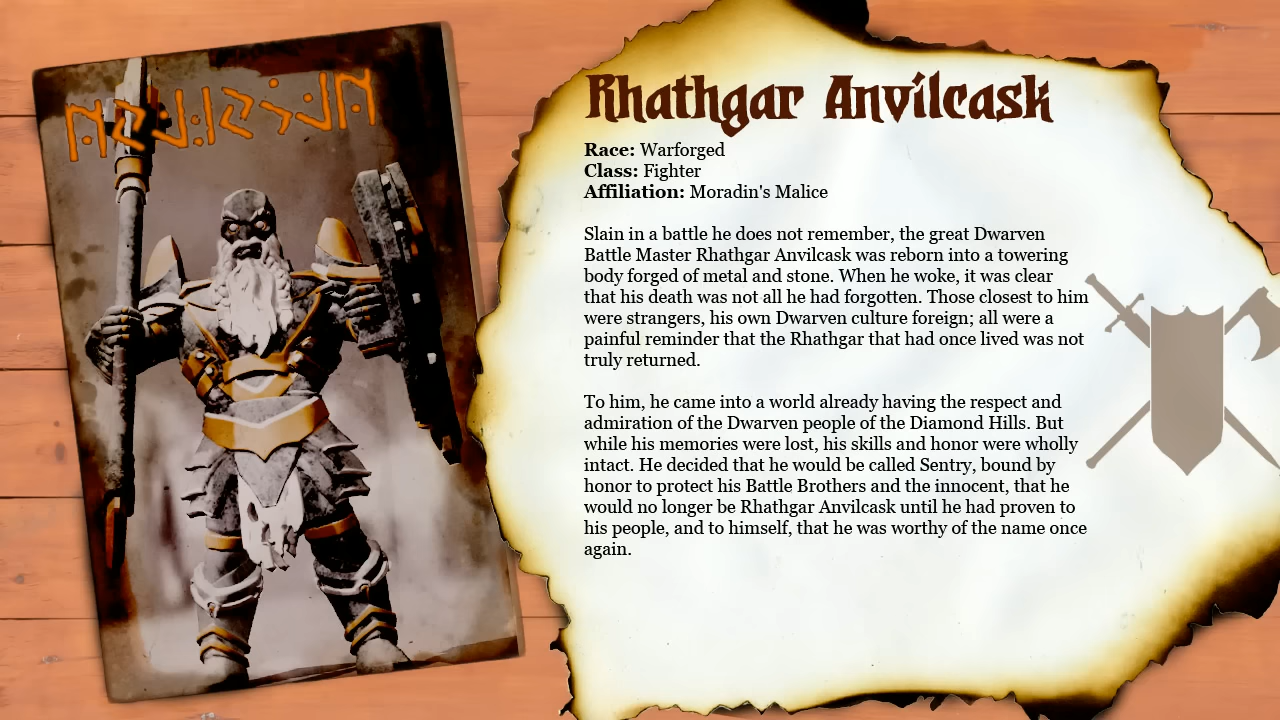 Rhathgar Anvilcask
Race: Warforged
Class: Fighter
Affiliation: Moradin's Malice
Slain in a battle he does not remember, the great Dwarven
Battle Master Rhathgar Anvilcask was reborn into a towering
body forged of metal and stone. When he woke, it was clear
that his death was not all he had forgotten. Those closest to him
were strangers, his own Dwarven culture foreign; all were a
painful reminder that the Rhathgar that had once lived was not
truly returned.
To him, he came into a world already having the respect and
admiration of the Dwarven people of the Diamond Hills. But
while his memories were lost, his skills and honor were wholly
intact. He decided that he would be called Sentry, bound by
honor to protect his Battle Brothers and the innocent, that he
would no longer be Rhathgar Anvilcask until he had proven to
his people, and to himself, that he was worthy of the name once
again.